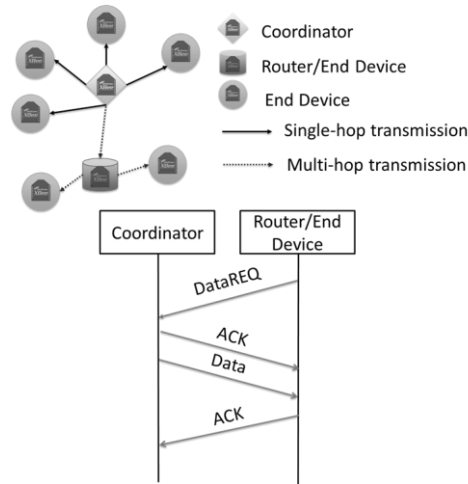 Coordinator
Router/End Device
End Device
Single-hop transmission
Multi-hop transmission
Coordinator
Router/End
Device
DataREQ
ACK
Data
ACK